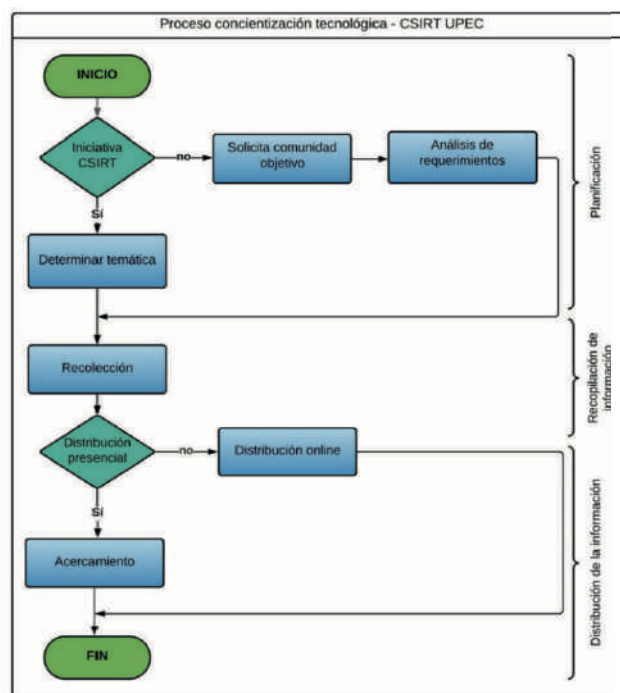 Proceso concientización tecnológica - CSIRT UPEC
INICIO
Iniciativa
CSIRT
no
Solicita comunidad
objetivo
Análisis de
requerimientos
Sí
Determinar temática
Planificación
Recolección
Recopilación de
información
Distribución
presencial
no
Distribución online
Sí
Acercamiento
Distribución de la información
FIN